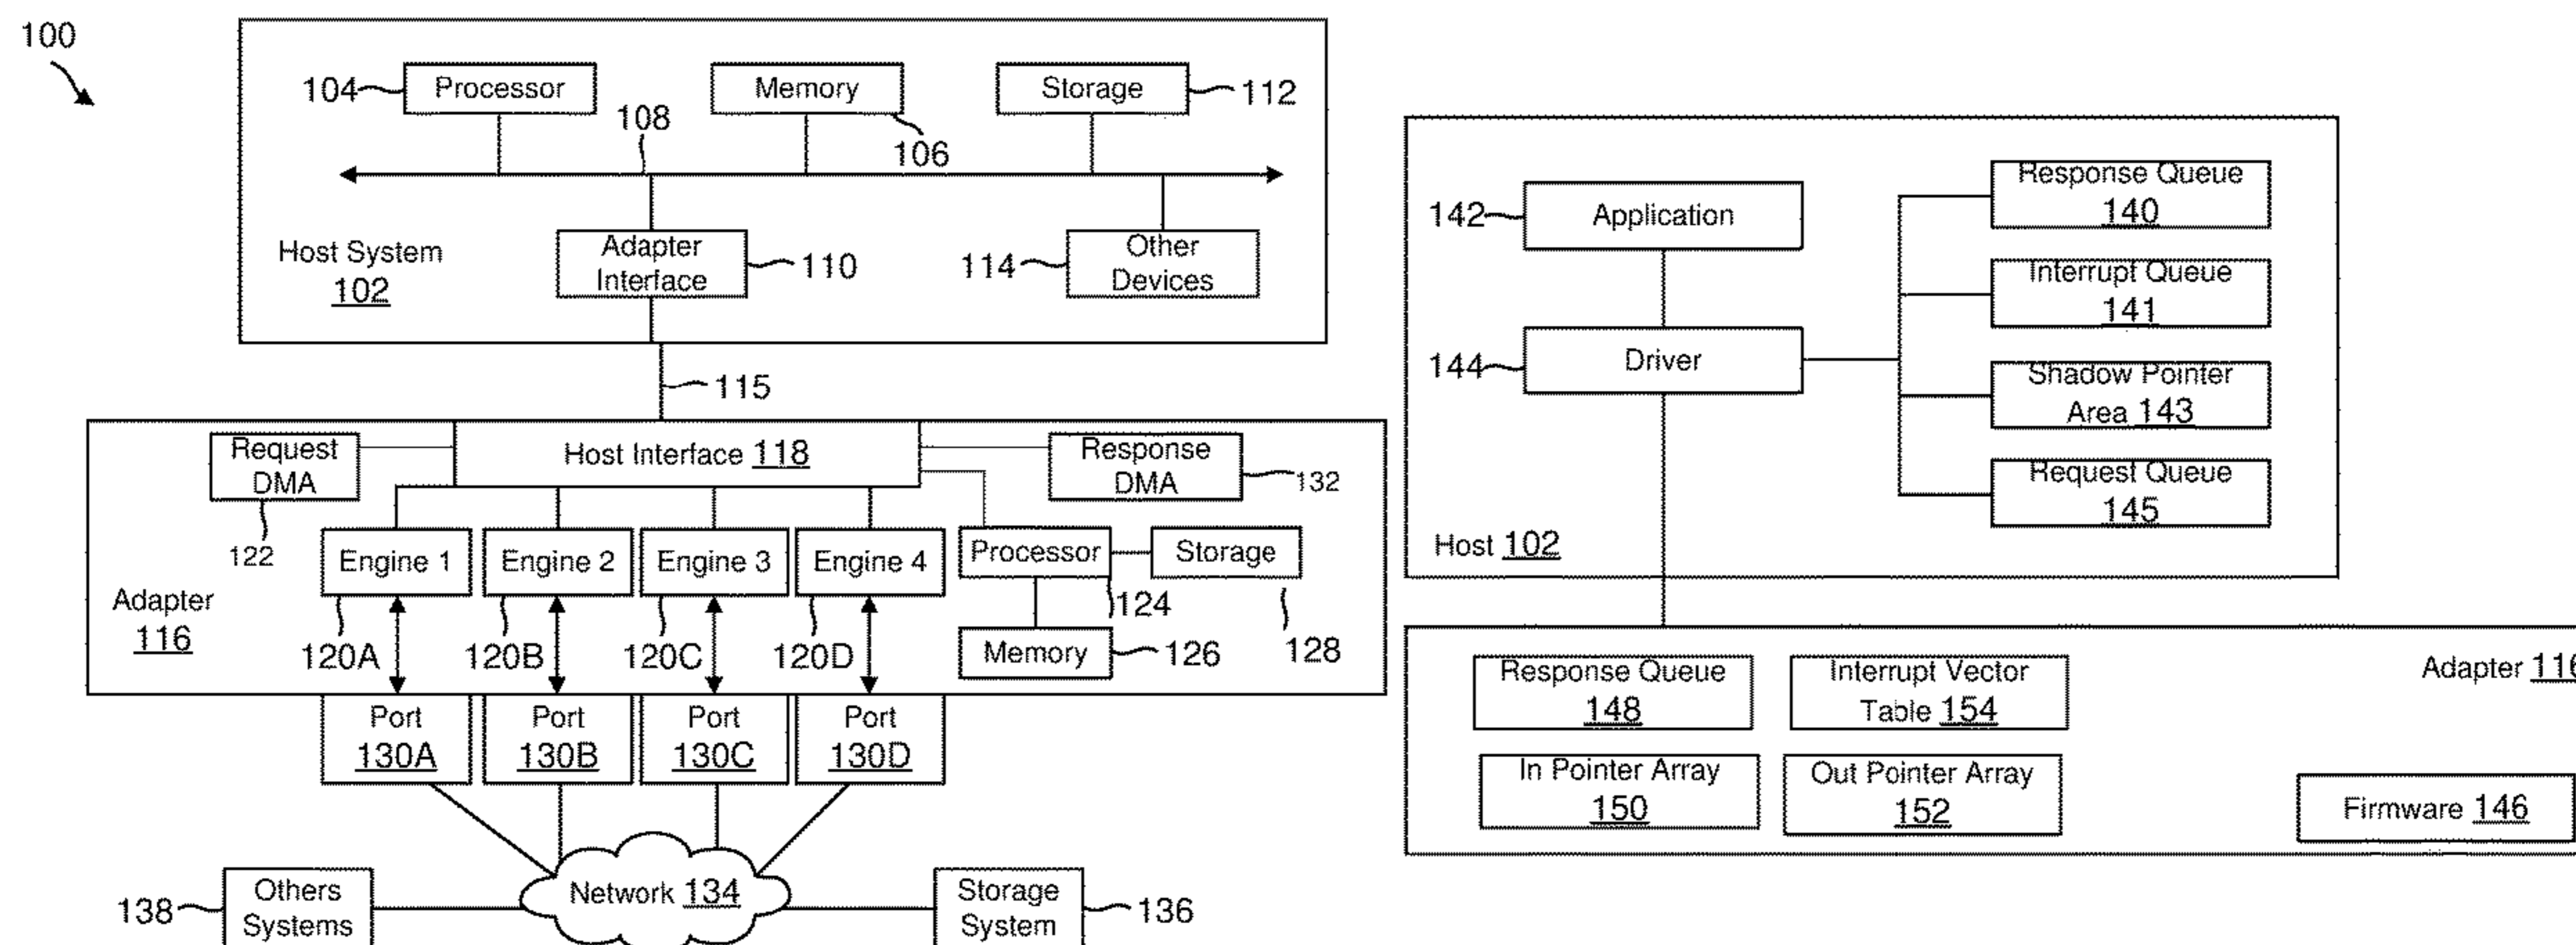 100
104
Processor
Memory
106
Storage
112
108
Host System
102
Adapter
Interface
110
114
Other
Devices
115
Request
DMA
122
Host Interface 118
Response
DMA
132
Engine 1
Engine 2
Engine 3
Engine 4
Processor
124
Storage
128
Adapter
116
120A
120B
120C
120D
Memory
126
Port
130A
Port
130B
Port
130C
Port
130D
138
Others
Systems
Network 134
Storage
System
136
142
Application
144
Driver
Response Queue
140
Interrupt Queue
141
Shadow Pointer
Area 143
Request Queue
145
Host 102
Response Queue
148
Interrupt Vector
Table 154
Adapter 116
In Pointer Array
150
Out Pointer Array
152
Firmware 146